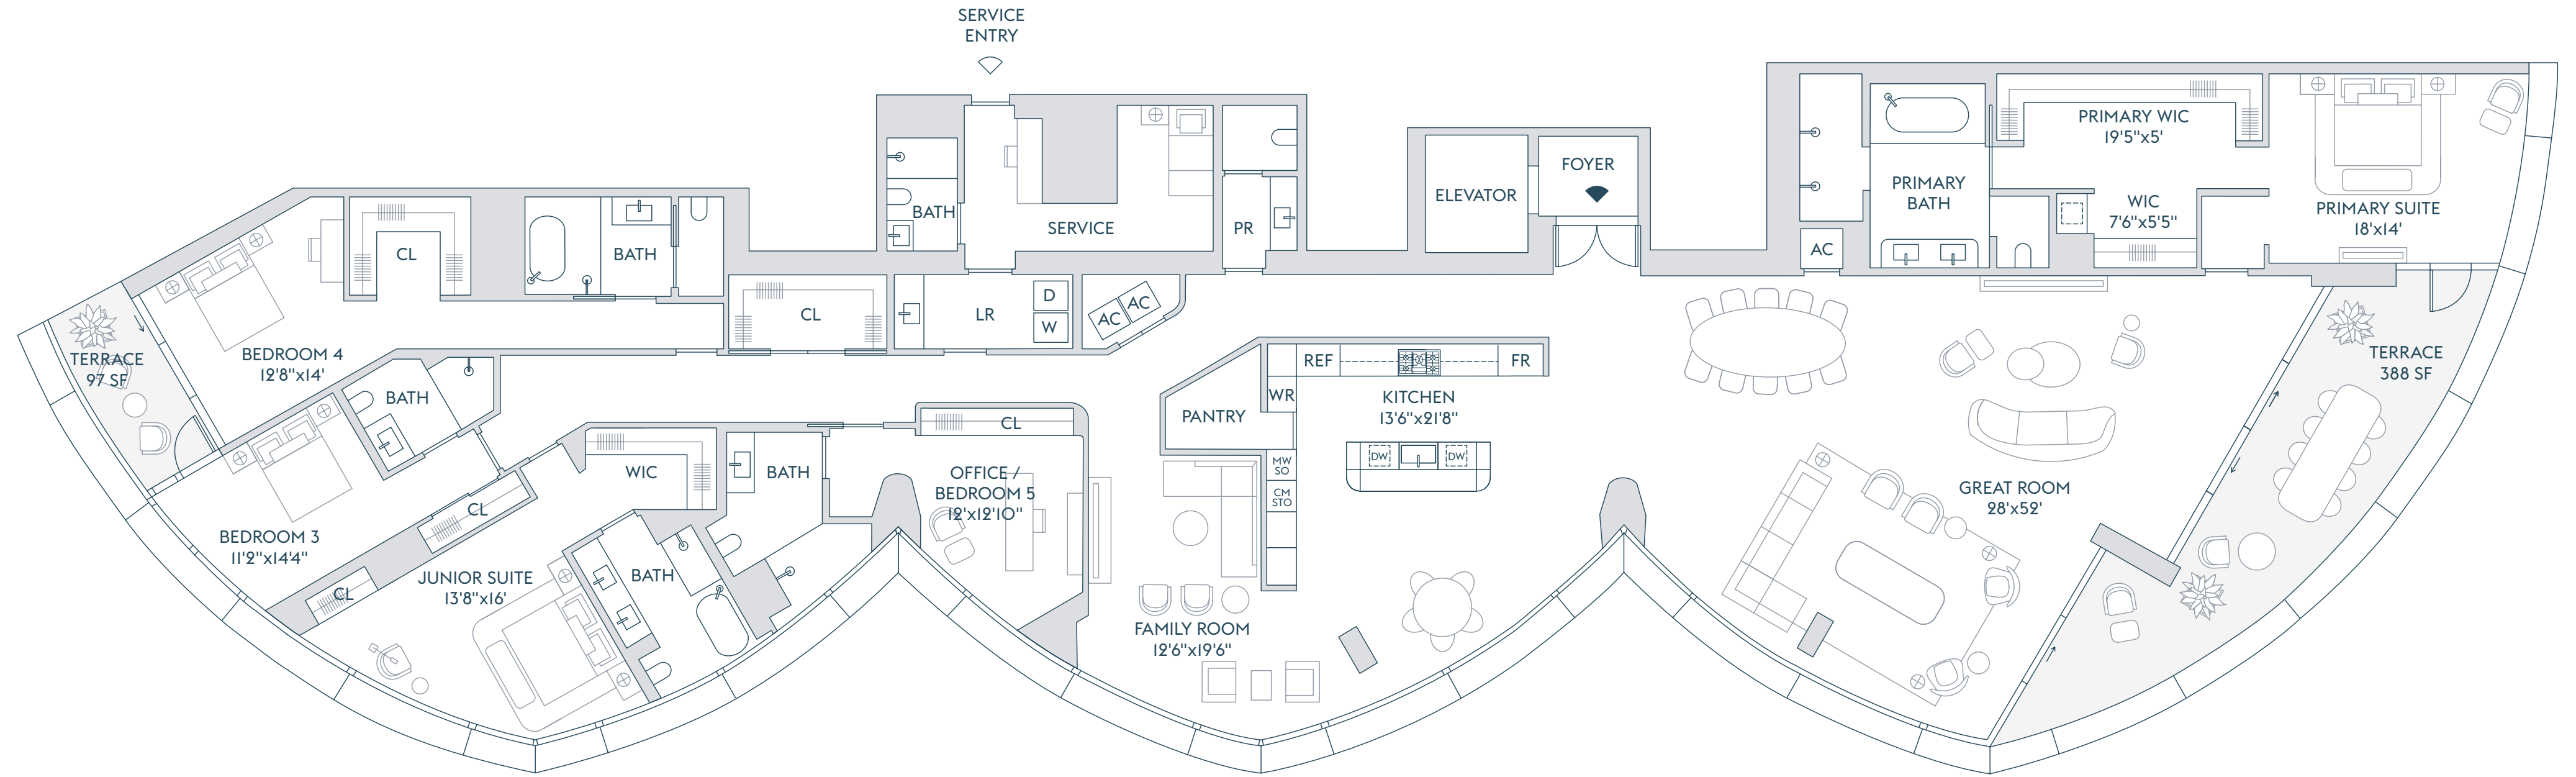 SERVICE
ENTRY
ELEVATOR
FOYER
PRIMARY
BATH
PRIMARY WIC
19'5"x5'
WIC
7'6"x5'5"
PRIMARY SUITE
18'x14'
AC
BATH
SERVICE
PR
CL
BATH
CL
LR
D
W
AC
AC
TERRACE
97 SF
BEDROOM 4
12'8"x14'
BATH
BEDROOM 3
11'2"x14'4"
CL
CL
JUNIOR SUITE
13'8"x16'
WIC
BATH
BATH
CL
OFFICE /
BEDROOM 5
12'x12'10"
PANTRY
REF
FR
WR
KITCHEN
13'6"x21'8"
DW
DW
MW
SO
CM
STO
FAMILY ROOM
12'6"x19'6"
GREAT ROOM
28'x52'
TERRACE
388 SF